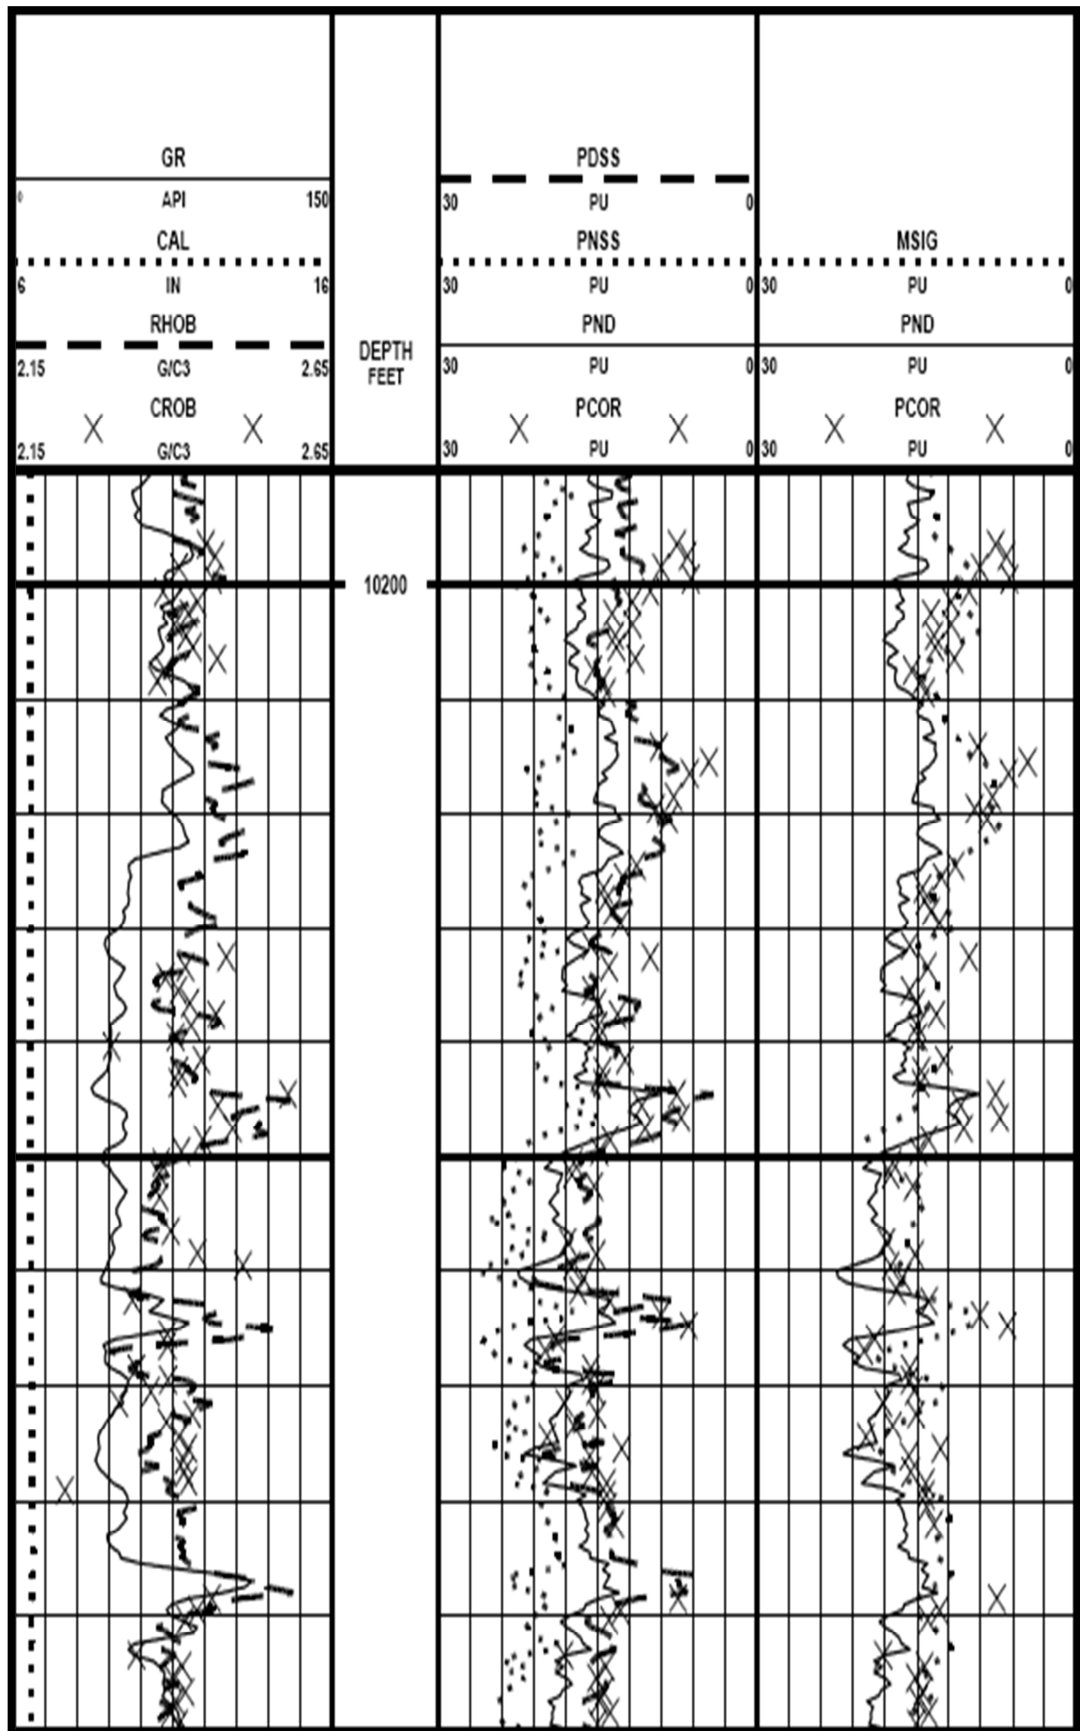 GR
0 API 150
CAL
6 IN 16
RHOB
2.15 G/C3 2.65
CROB
2.15 G/C3 2.65
DEPTH
FEET
10200
PDSS
30 PU 0
PNSS
30 PU 0
PND
30 PU 0
PCOR
30 PU 0
MSIG
30 PU 0
PND
30 PU 0
PCOR
30 PU 0